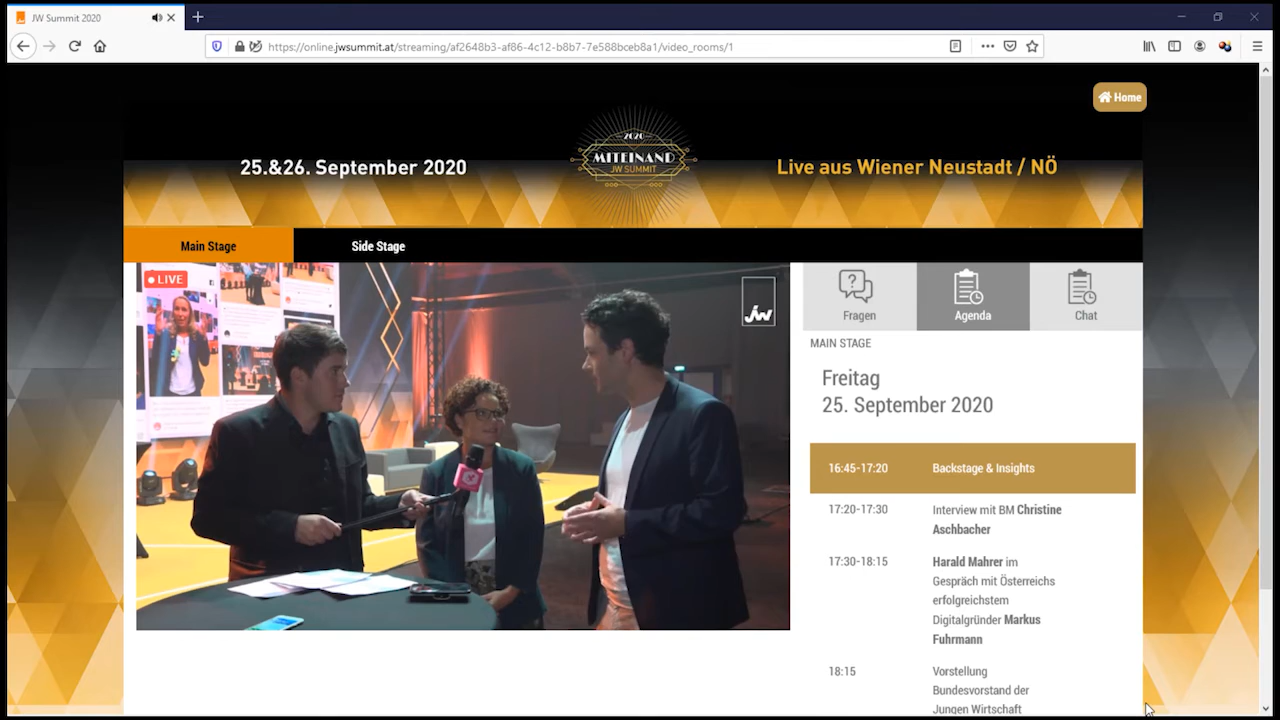 JW Summit 2020
https://online.jwsummit.at/streaming/af2648b3-af86-4c12-b8b7-7e588bceb8a1/video_rooms/1
Home
25.&26. September 2020
2020
MITEINAND
JW SUMMIT
Live aus Wiener Neustadt / NÖ
Main Stage
Side Stage
LIVE
jw
Fragen
Agenda
Chat
MAIN STAGE
Freitag
25. September 2020
16:45-17:20 Backstage & Insights
17:20-17:30 Interview mit BM Christine
Aschbacher
17:30-18:15 Harald Mahrer im
Gespräch mit Österreichs
erfolgreichstem
Digitalgründer Markus
Fuhrmann
18:15 Vorstellung
Bundesvorstand der
Jungen Wirtschaft